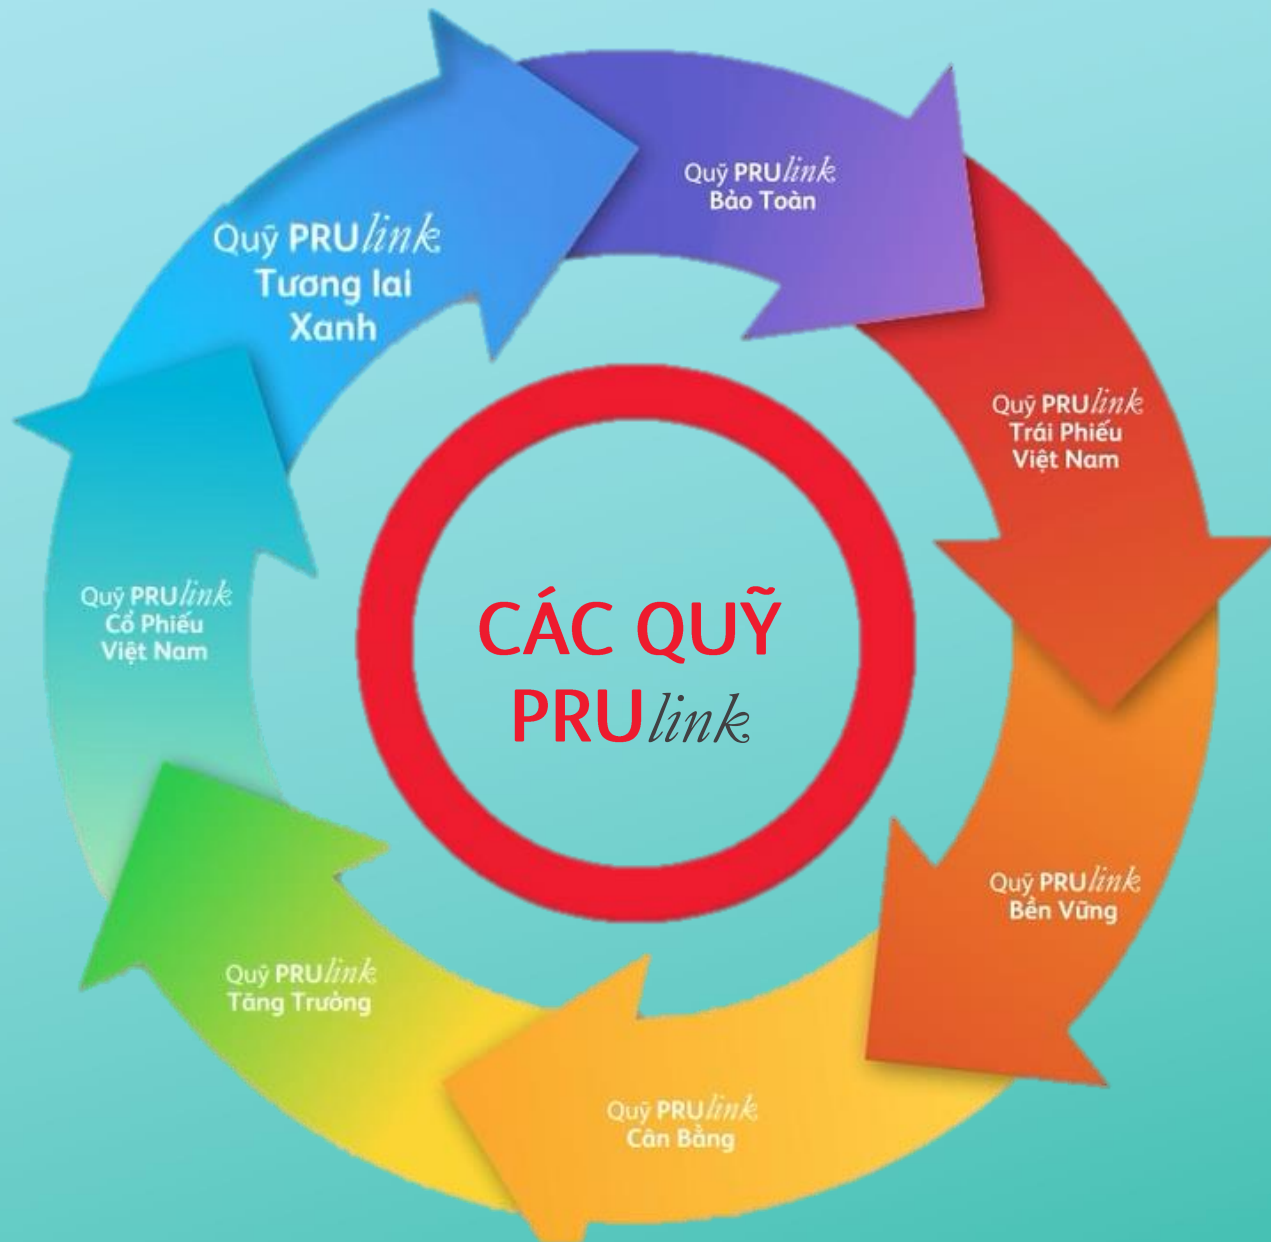 Quỹ PRUlink
Bảo Toàn
Quỹ PRUlink
Trái Phiếu
Việt Nam
Quỹ PRUlink
Bền Vững
Quỹ PRUlink
Cân Bằng
Quỹ PRUlink
Tăng Trưởng
Quỹ PRUlink
Cổ Phiếu
Việt Nam
Quỹ PRUlink
Tương lai
Xanh
CÁC QUỸ
PRUlink